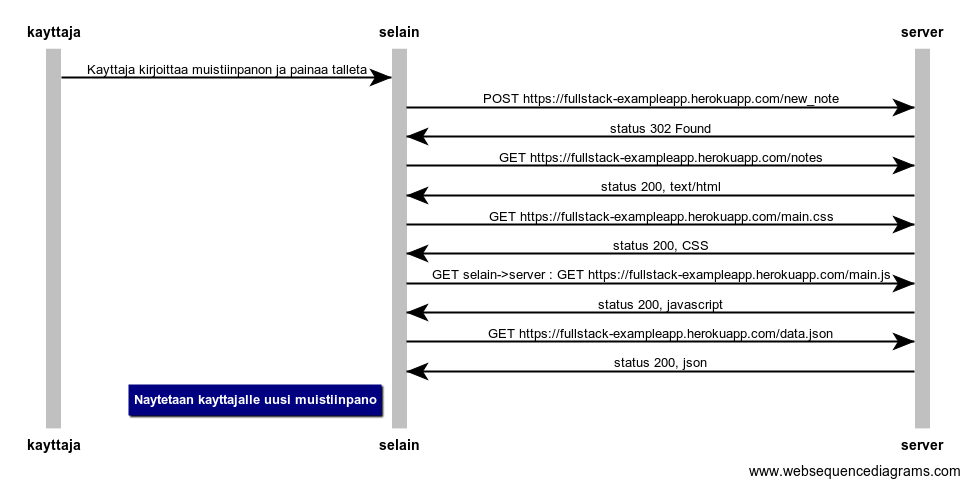 kayttaja
selain
server
Kayttaja kirjoittaa muistiinpanon ja painaa talleta
POST https://fullstack-exampleapp.herokuapp.com/new_note
status 302 Found
GET https://fullstack-exampleapp.herokuapp.com/notes
status 200, text/html
GET https://fullstack-exampleapp.herokuapp.com/main.css
status 200, CSS
GET selain->server : GET https://fullstack-exampleapp.herokuapp.com/main.js
status 200, javascript
GET https://fullstack-exampleapp.herokuapp.com/data.json
status 200, json
Naytetaan kayttajalle uusi muistiinpano
kayttaja
selain
server
www.websequencediagrams.com